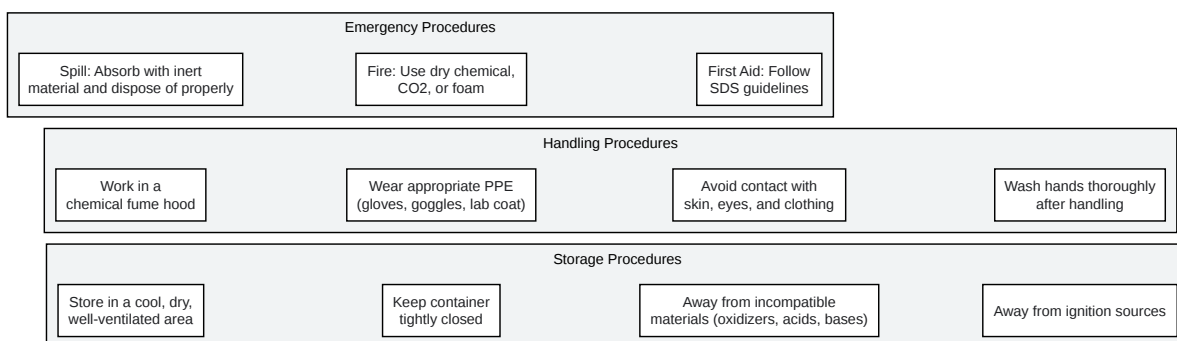 Emergency Procedures
Spill: Absorb with inert
material and dispose of properly
Fire: Use dry chemical,
CO2, or foam
First Aid: Follow
SDS guidelines
Handling Procedures
Work in a
chemical fume hood
Wear appropriate PPE
(gloves, goggles, lab coat)
Avoid contact with
skin, eyes, and clothing
Wash hands thoroughly
after handling
Storage Procedures
Store in a cool, dry,
well-ventilated area
Keep container
tightly closed
Away from incompatible
materials (oxidizers, acids, bases)
Away from ignition sources